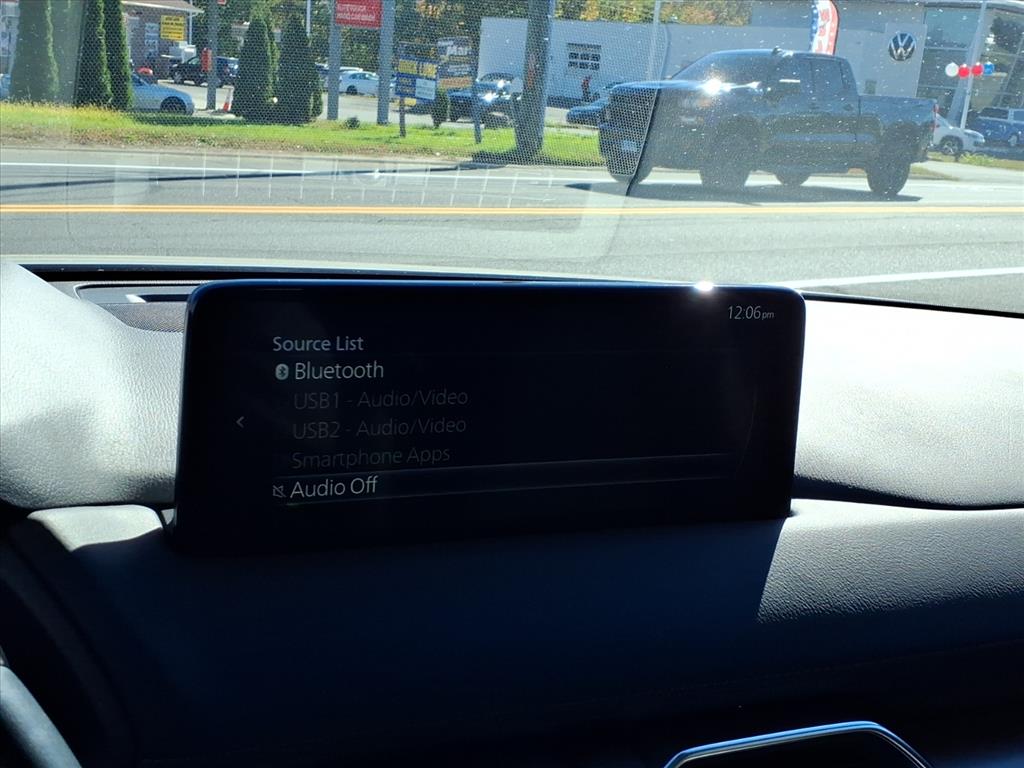 12:06pm
Source List
Bluetooth
USB1 - Audio/Video
USB2 - Audio/Video
Smartphone Apps
Audio Off